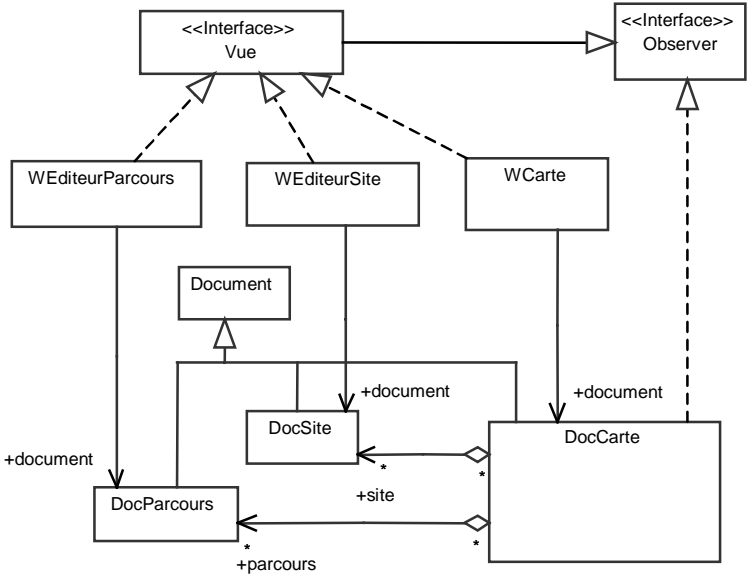 <<Interface>>
Vue
<<Interface>>
Observer
WEditeurParcours
WEditeurSite
WCarte
Document
+document
+document
DocSite
DocCarte
+document
*
*
DocParcours
+site
*
*
+parcours